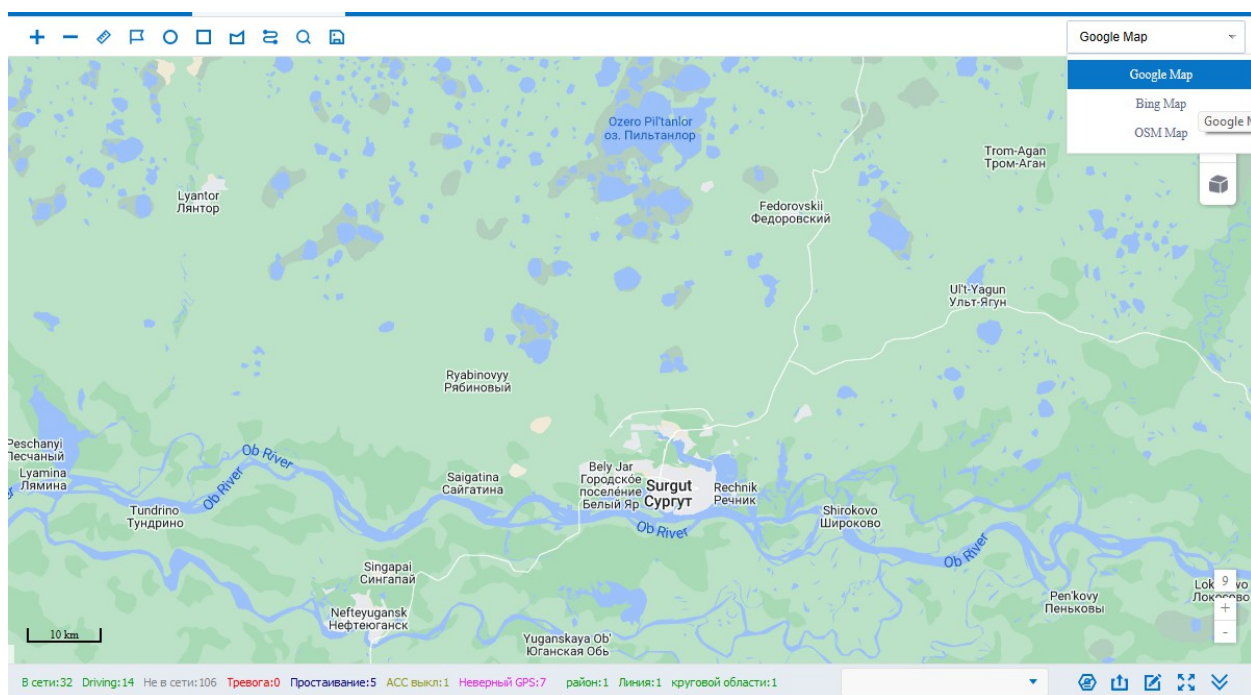 Google Map
Google Map
Bing Map
Google
OSM Map
Ozero Pil'tanlor
оз. Пильтанлор
Trom-Agan
Тром-Аган
Lyantor
Лянтор
Fedorovskii
Федоровский
Ul't-Yagun
Ульт-Ягун
Ryabinovyy
Рябиновый
Peschanyi
Песчаный
Lyamina
Лямина
Ob River
Ob River
Tundrino
Тундрино
Saigatina
Сайгатина
Bely Jar
Городское
поселение
Белый Яр
Surgut
Сургут
Rechnik
Речник
Shirokovo
Широково
Ob River
Ob River
Singapai
Сингапай
Nefteyugansk
Нефтеюганск
Yuganskaya Ob'
Юганская Обь
Pen'kovy
Пеньковы
9
+
-
10 km
В сети:32 Driving:14 Не в сети:106 Тревога:0 Простаивание:5 ACC выкл:1 Неверный GPS:7 район:1 Линия:1 круговой области:1